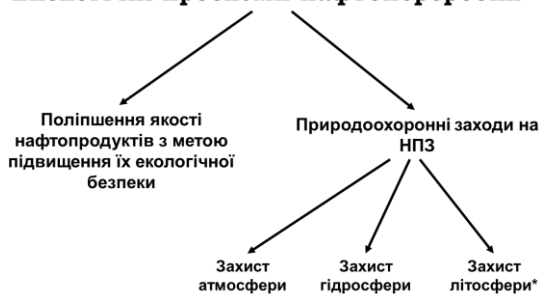 Поліпшення якості
нафтопродуктів з метою
підвищення їх екологічної
безпеки
Природоохоронні заходи на
НПЗ
Захист
атмосфери
Захист
гідросфери
Захист
літосфери*